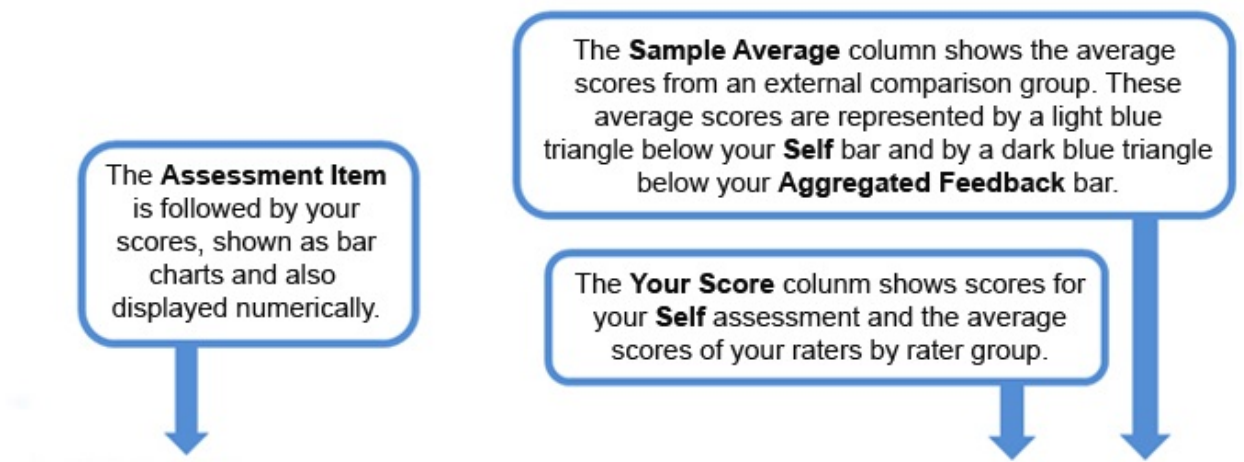 The Sample Average column shows the average
scores from an external comparison group. These
average scores are represented by a light blue
triangle below your Self bar and by a dark blue triangle
below your Aggregated Feedback bar.
The Assessment Item
is followed by your
scores, shown as bar
charts and also
displayed numerically.
The Your Score colunm shows scores for
your Self assessment and the average
scores of your raters by rater group.